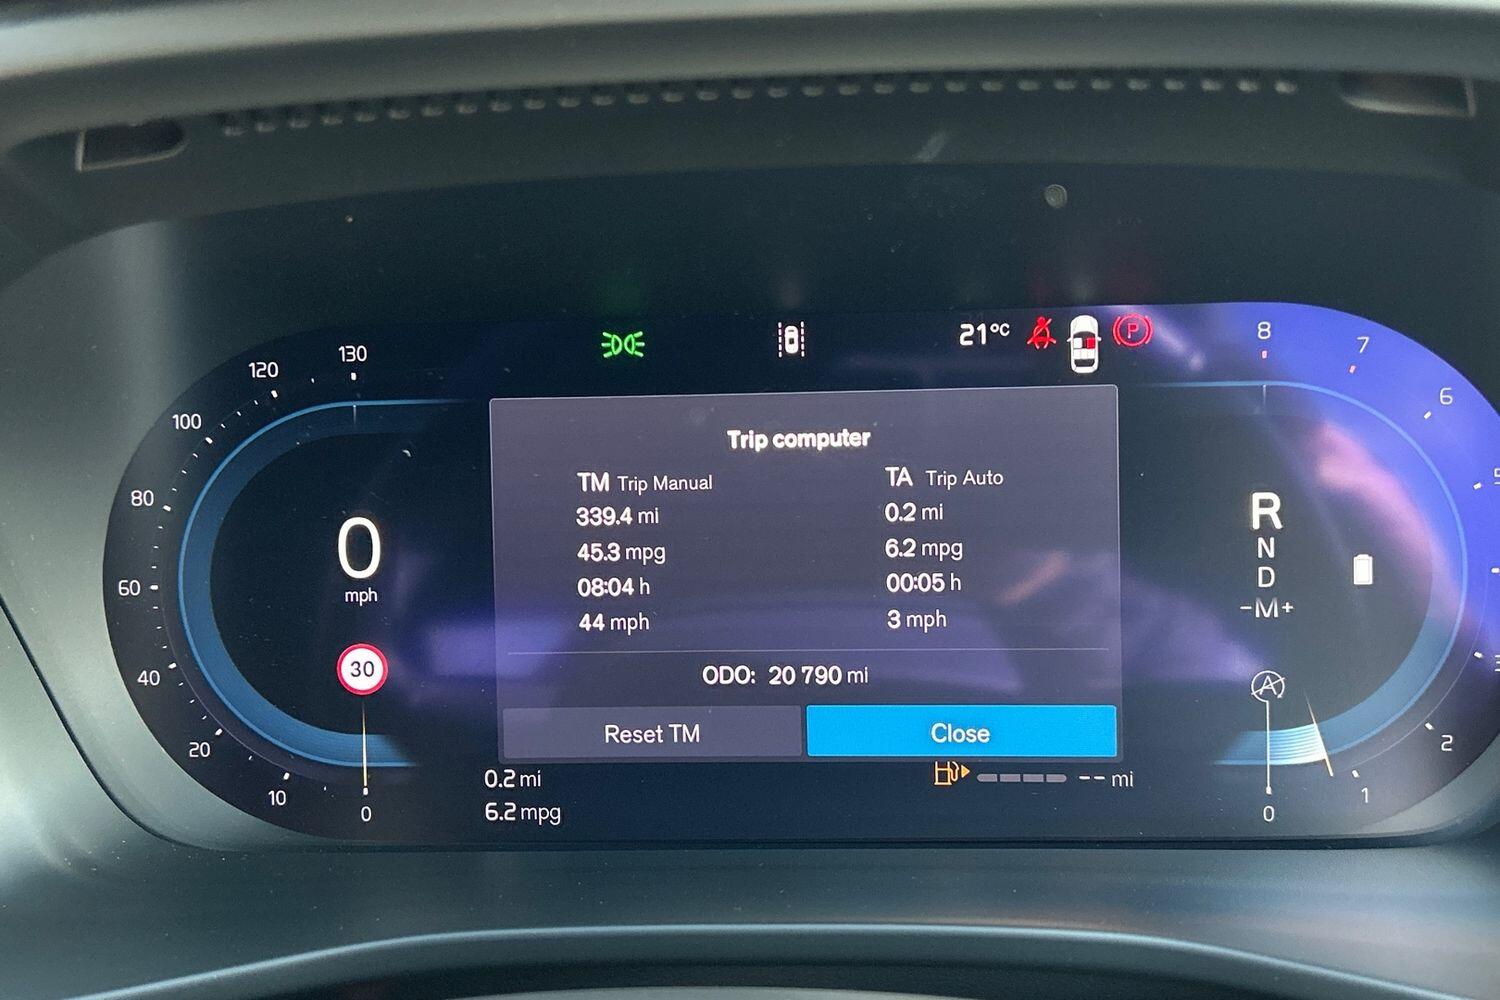 21°C
P
130
120
100
80
60
40
20
10
0
8
7
6
2
1
0
0
mph
30
Trip computer
TM Trip Manual
339.4 mi
45.3 mpg
08:04 h
44 mph
TA Trip Auto
0.2 mi
6.2 mpg
00:05 h
3 mph
ODO: 20 790 mi
Reset TM
Close
R
N
D
-M+
A
0.2 mi
6.2 mpg
-- mi